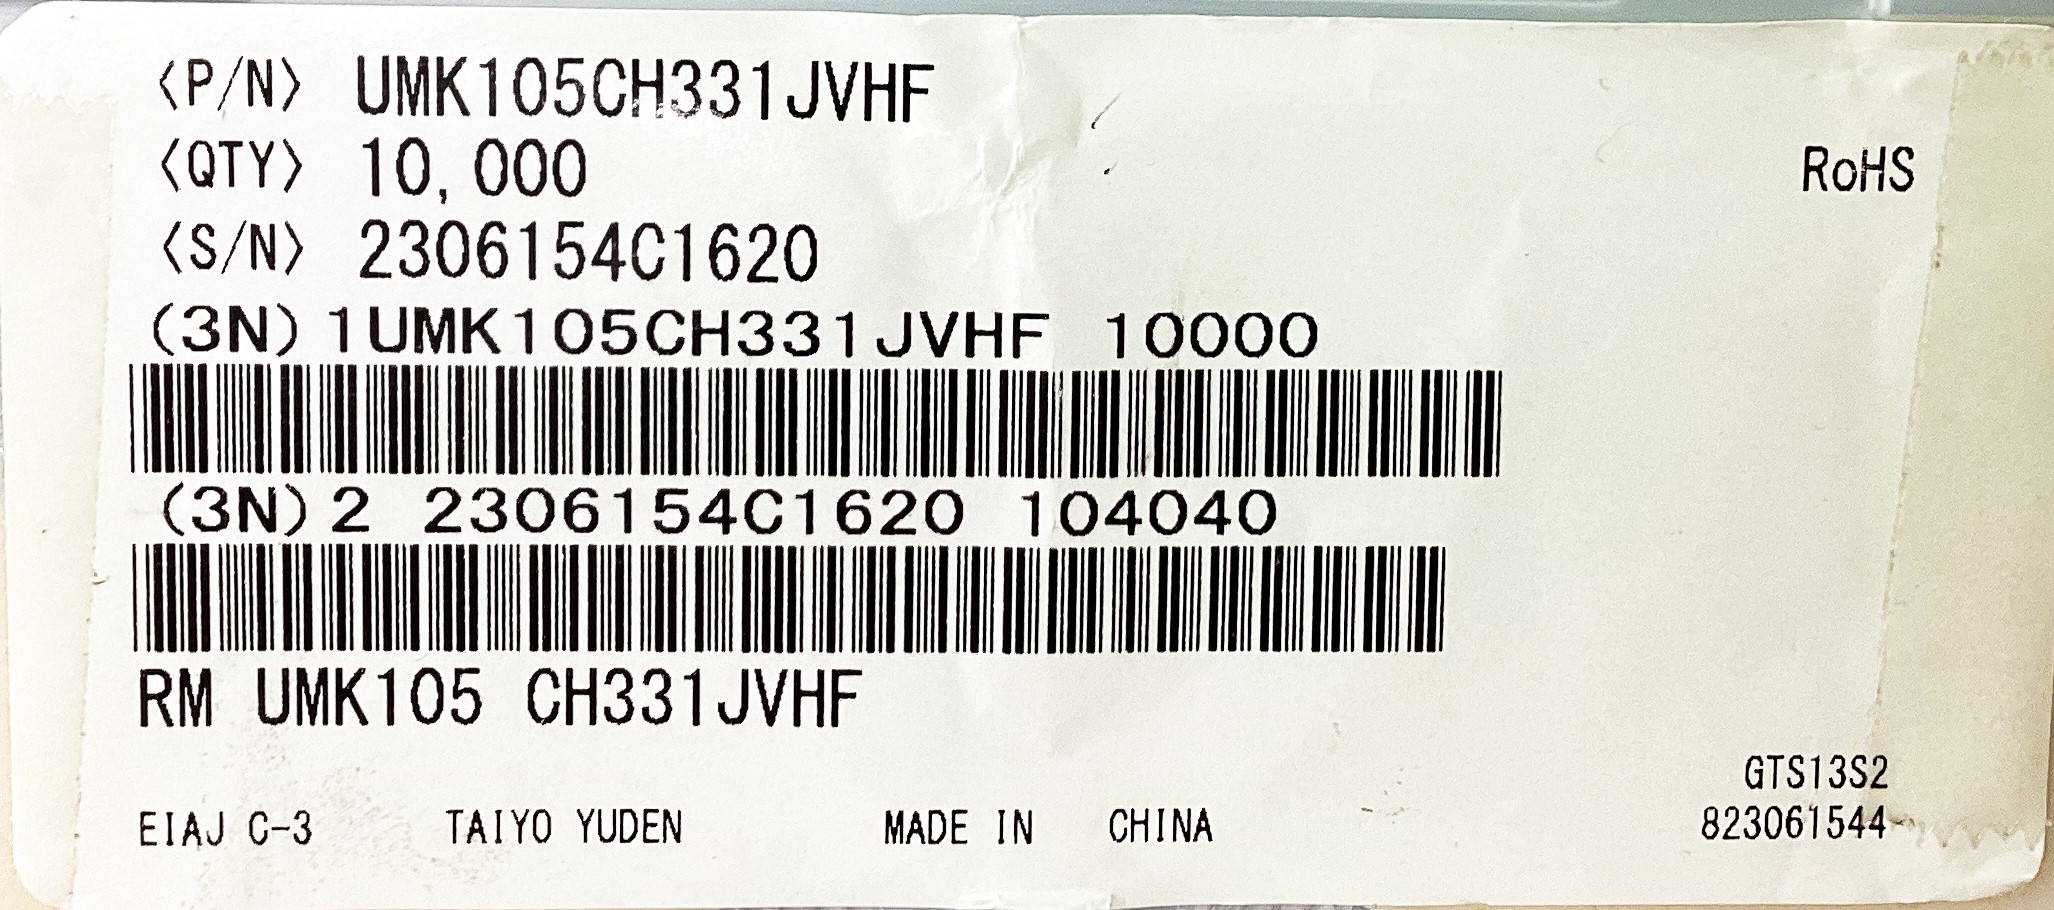 <P/N> UMK105CH331JVHF
<QTY> 10,000
RoHS
<S/N> 2306154C1620
(3N)1UMK105CH331JVHF 10000
(3N)2 2306154C1620 104040
RM UMK105 CH331JVHF
GTS13S2
EIAJ C-3 TAIYO YUDEN MADE IN CHINA 823061544